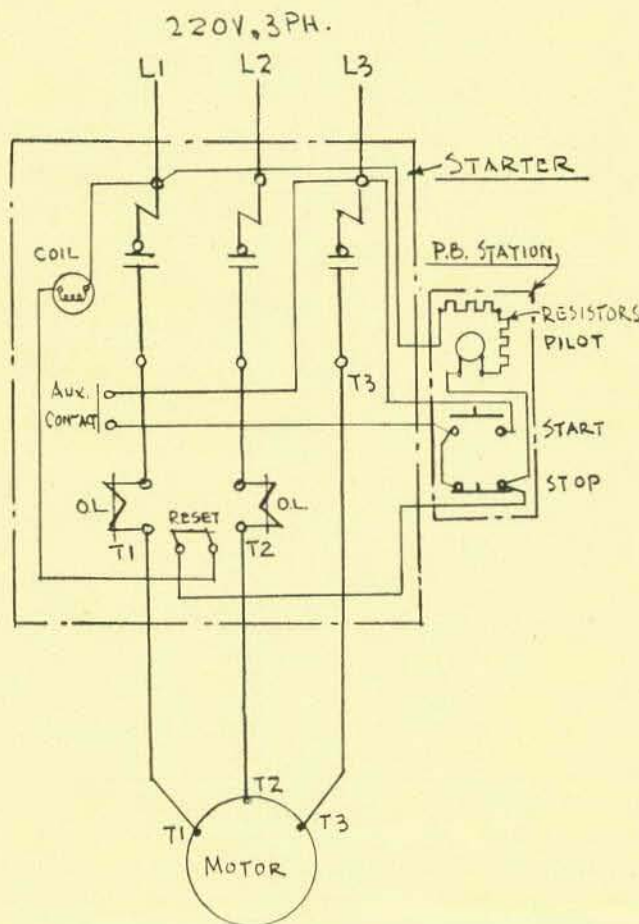 220V, 3PH.
L1 L2 L3
STARTER
P.B. STATION
COIL
RESISTORS
PILOT
T3
AUX.
CONTACT
START
STOP
O.L
RESET
O.L
T1
T2
T2
T1
T3
MOTOR